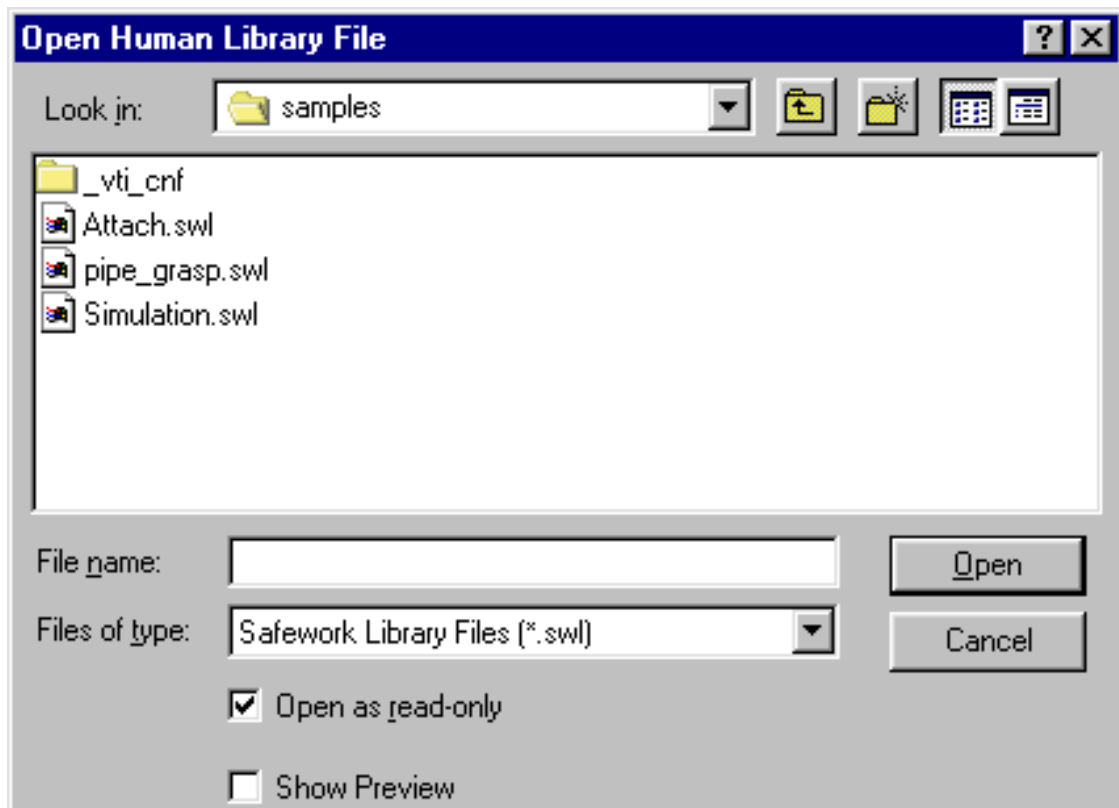 Open Human Library File
Look in: samples
_vti_cnf
Attach.swl
pipe_grasp.swl
Simulation.swl
File name: Open
Files of type: Safework Library Files (*.swl) Cancel
Open as read-only
Show Preview